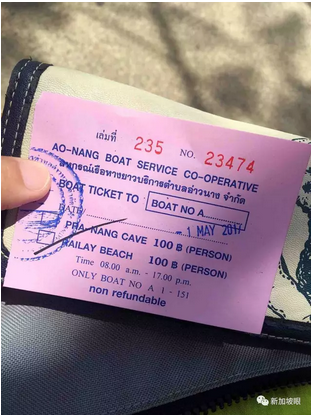 เล่มที่ 235 NO. 23474
AO-NANG BOAT SERVICE CO-OPERATIVE
สหกรณ์เรือหางยาวบริการตำบลอ่าวนาง จำกัด
BOAT TICKET TO BOAT NO A........
DATE........ - 1 MAY 2017
PRA-NANG CAVE 100 ฿ (PERSON)
RAILAY BEACH 100 ฿ (PERSON)
Time 08.00 a.m. - 17.00 p.m.
ONLY BOAT NO A 1 - 151
non refundable
新加坡眼